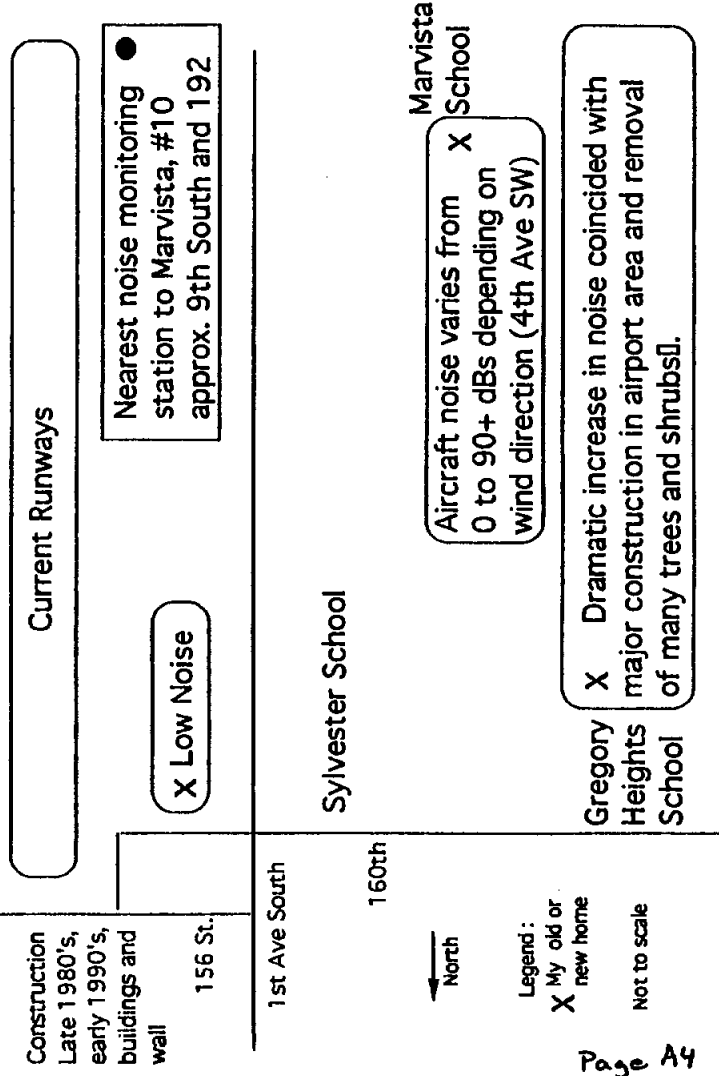 Current Runways
Construction
Late 1980's,
early 1990's,
buildings and
wall
156 St.
X Low Noise
Nearest noise monitoring
station to Marvista, #10
approx. 9th South and 192
1st Ave South
Sylvester School
160th
North
Legend :
X My old or
new home
Not to scale
Aircraft noise varies from
0 to 90+ dBs depending on
wind direction (4th Ave SW)
X
Marvista
School
Gregory
Heights
School
X Dramatic increase in noise coincided with
major construction in airport area and removal
of many trees and shrubs▯.
Page A4